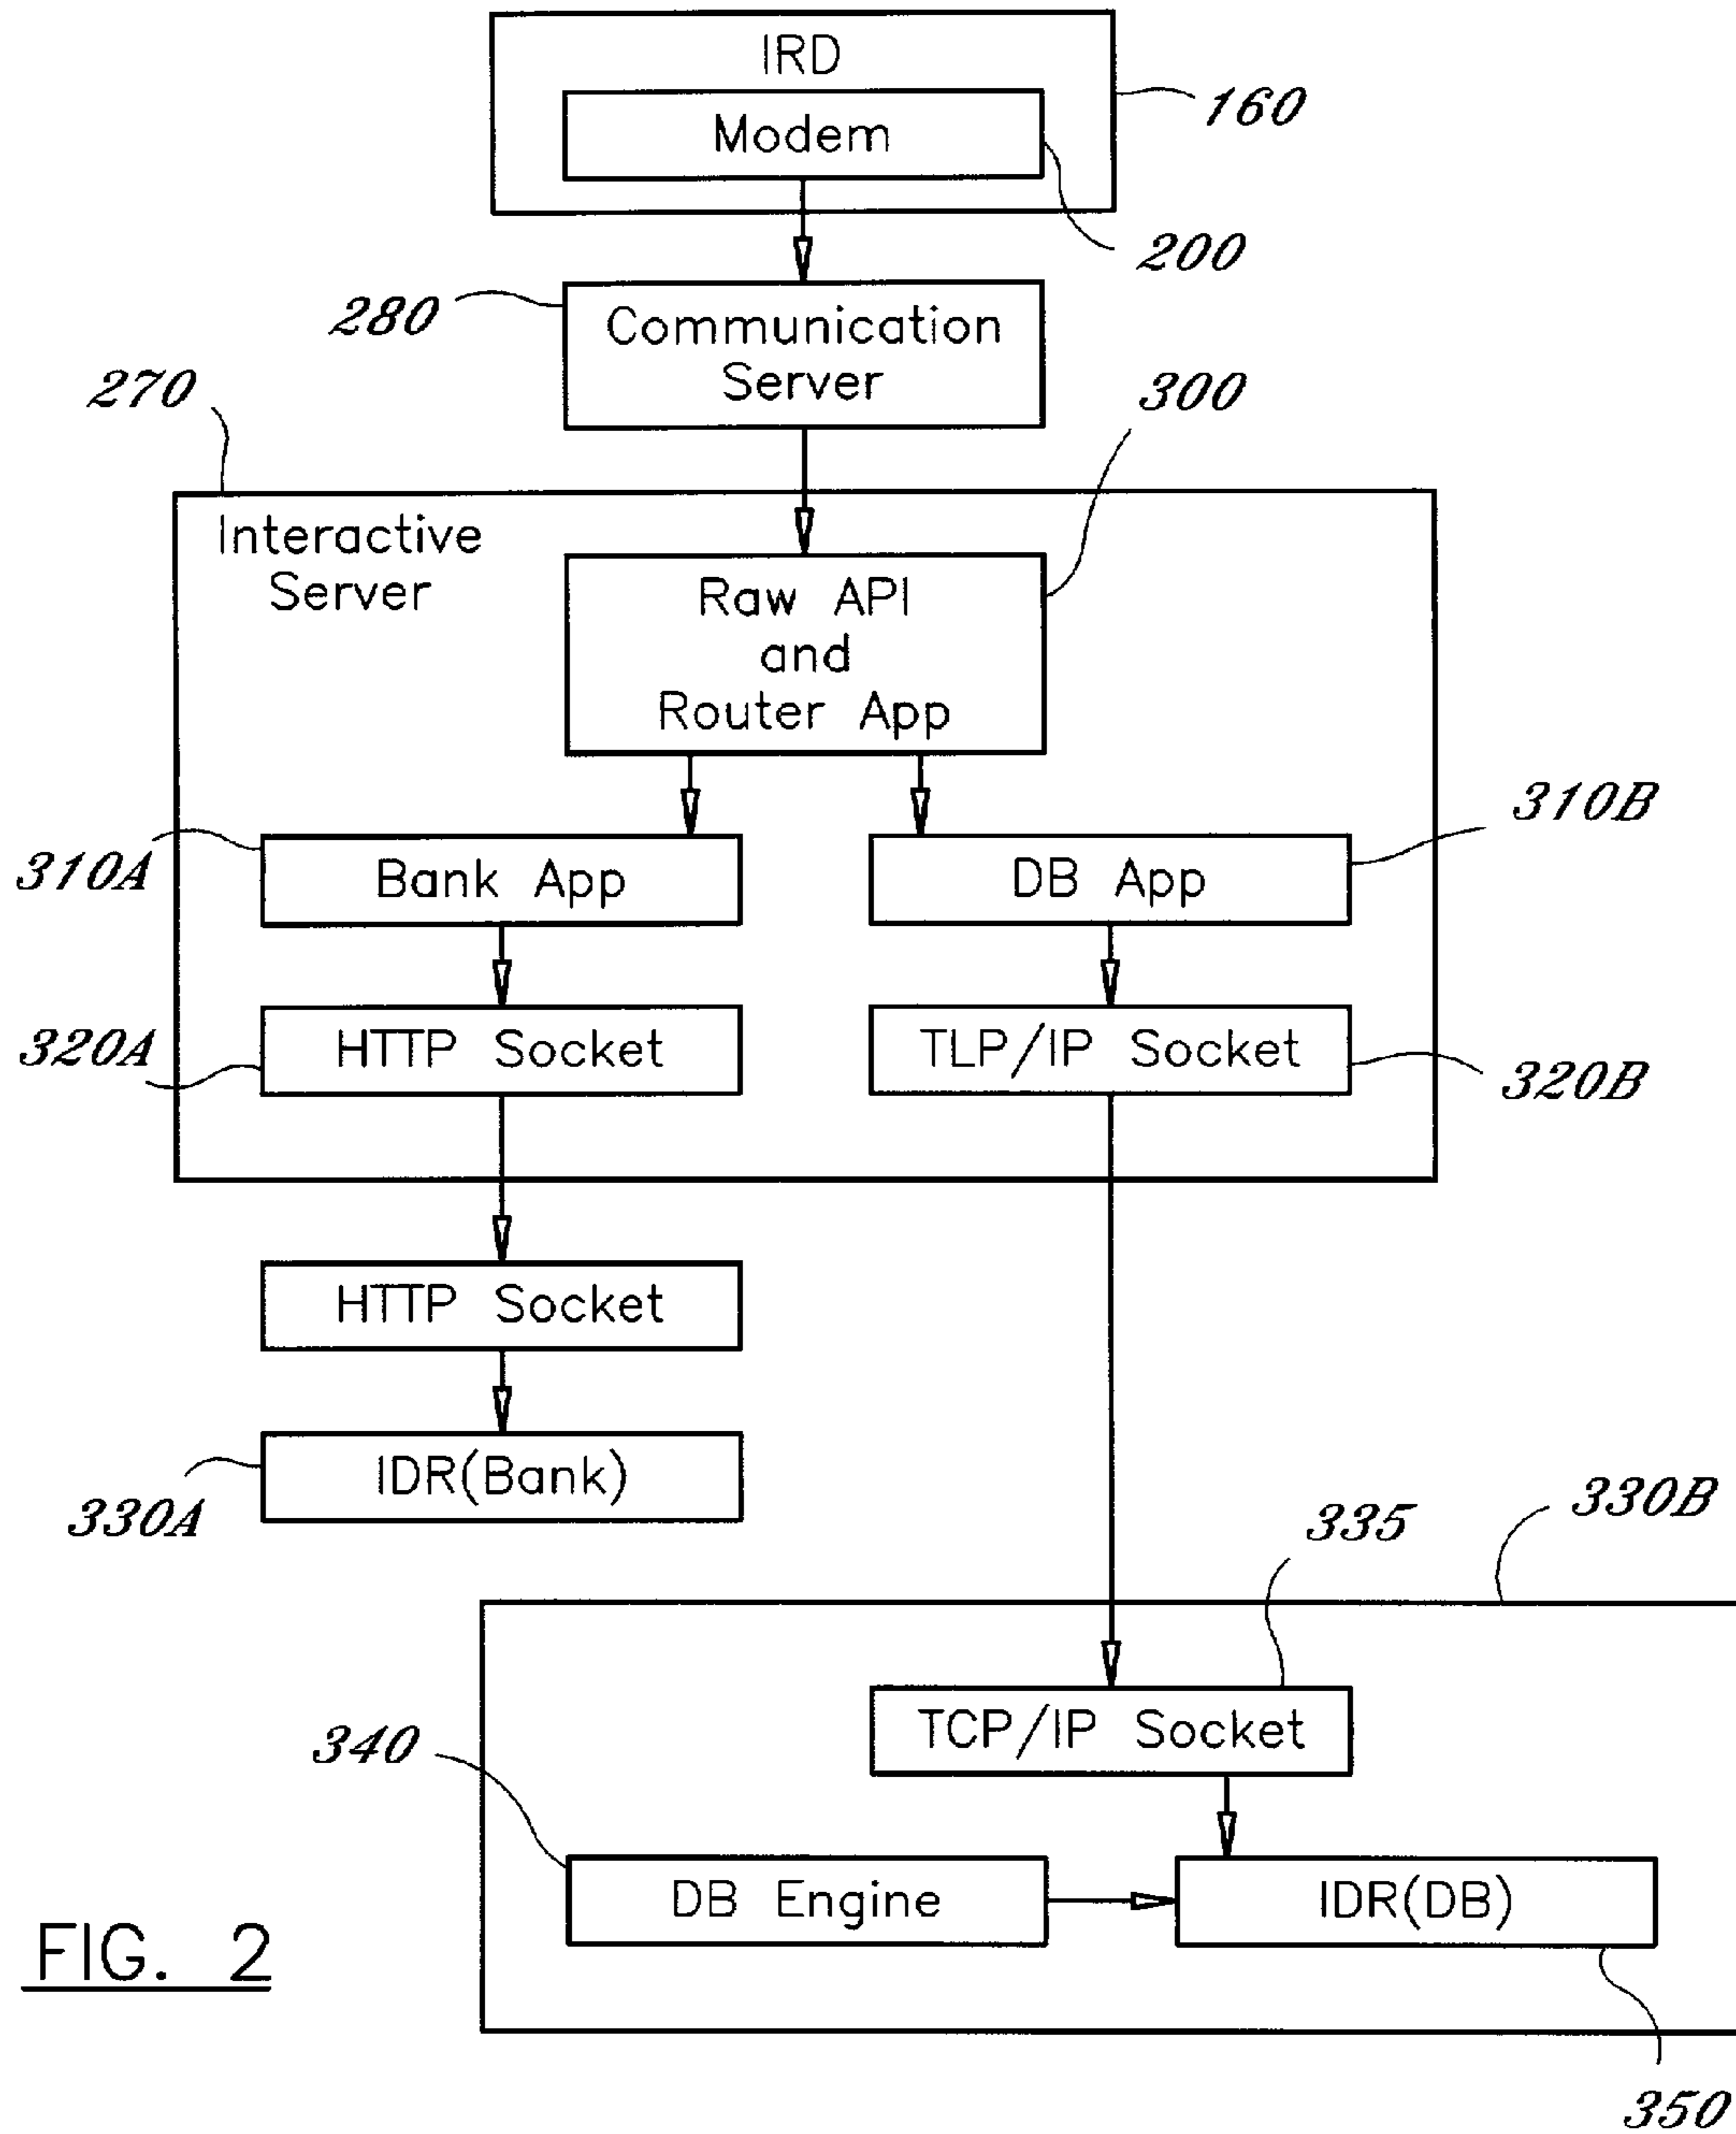 IRD
160
Modem
200
280
Communication
Server
270
300
Interactive
Server
Raw API
and
Router App
310A
Bank App
DB App
310B
320A
HTTP Socket
TLP/IP Socket
320B
HTTP Socket
IDR(Bank)
330A
335
330B
TCP/IP Socket
340
DB Engine
IDR(DB)
350
FIG. 2